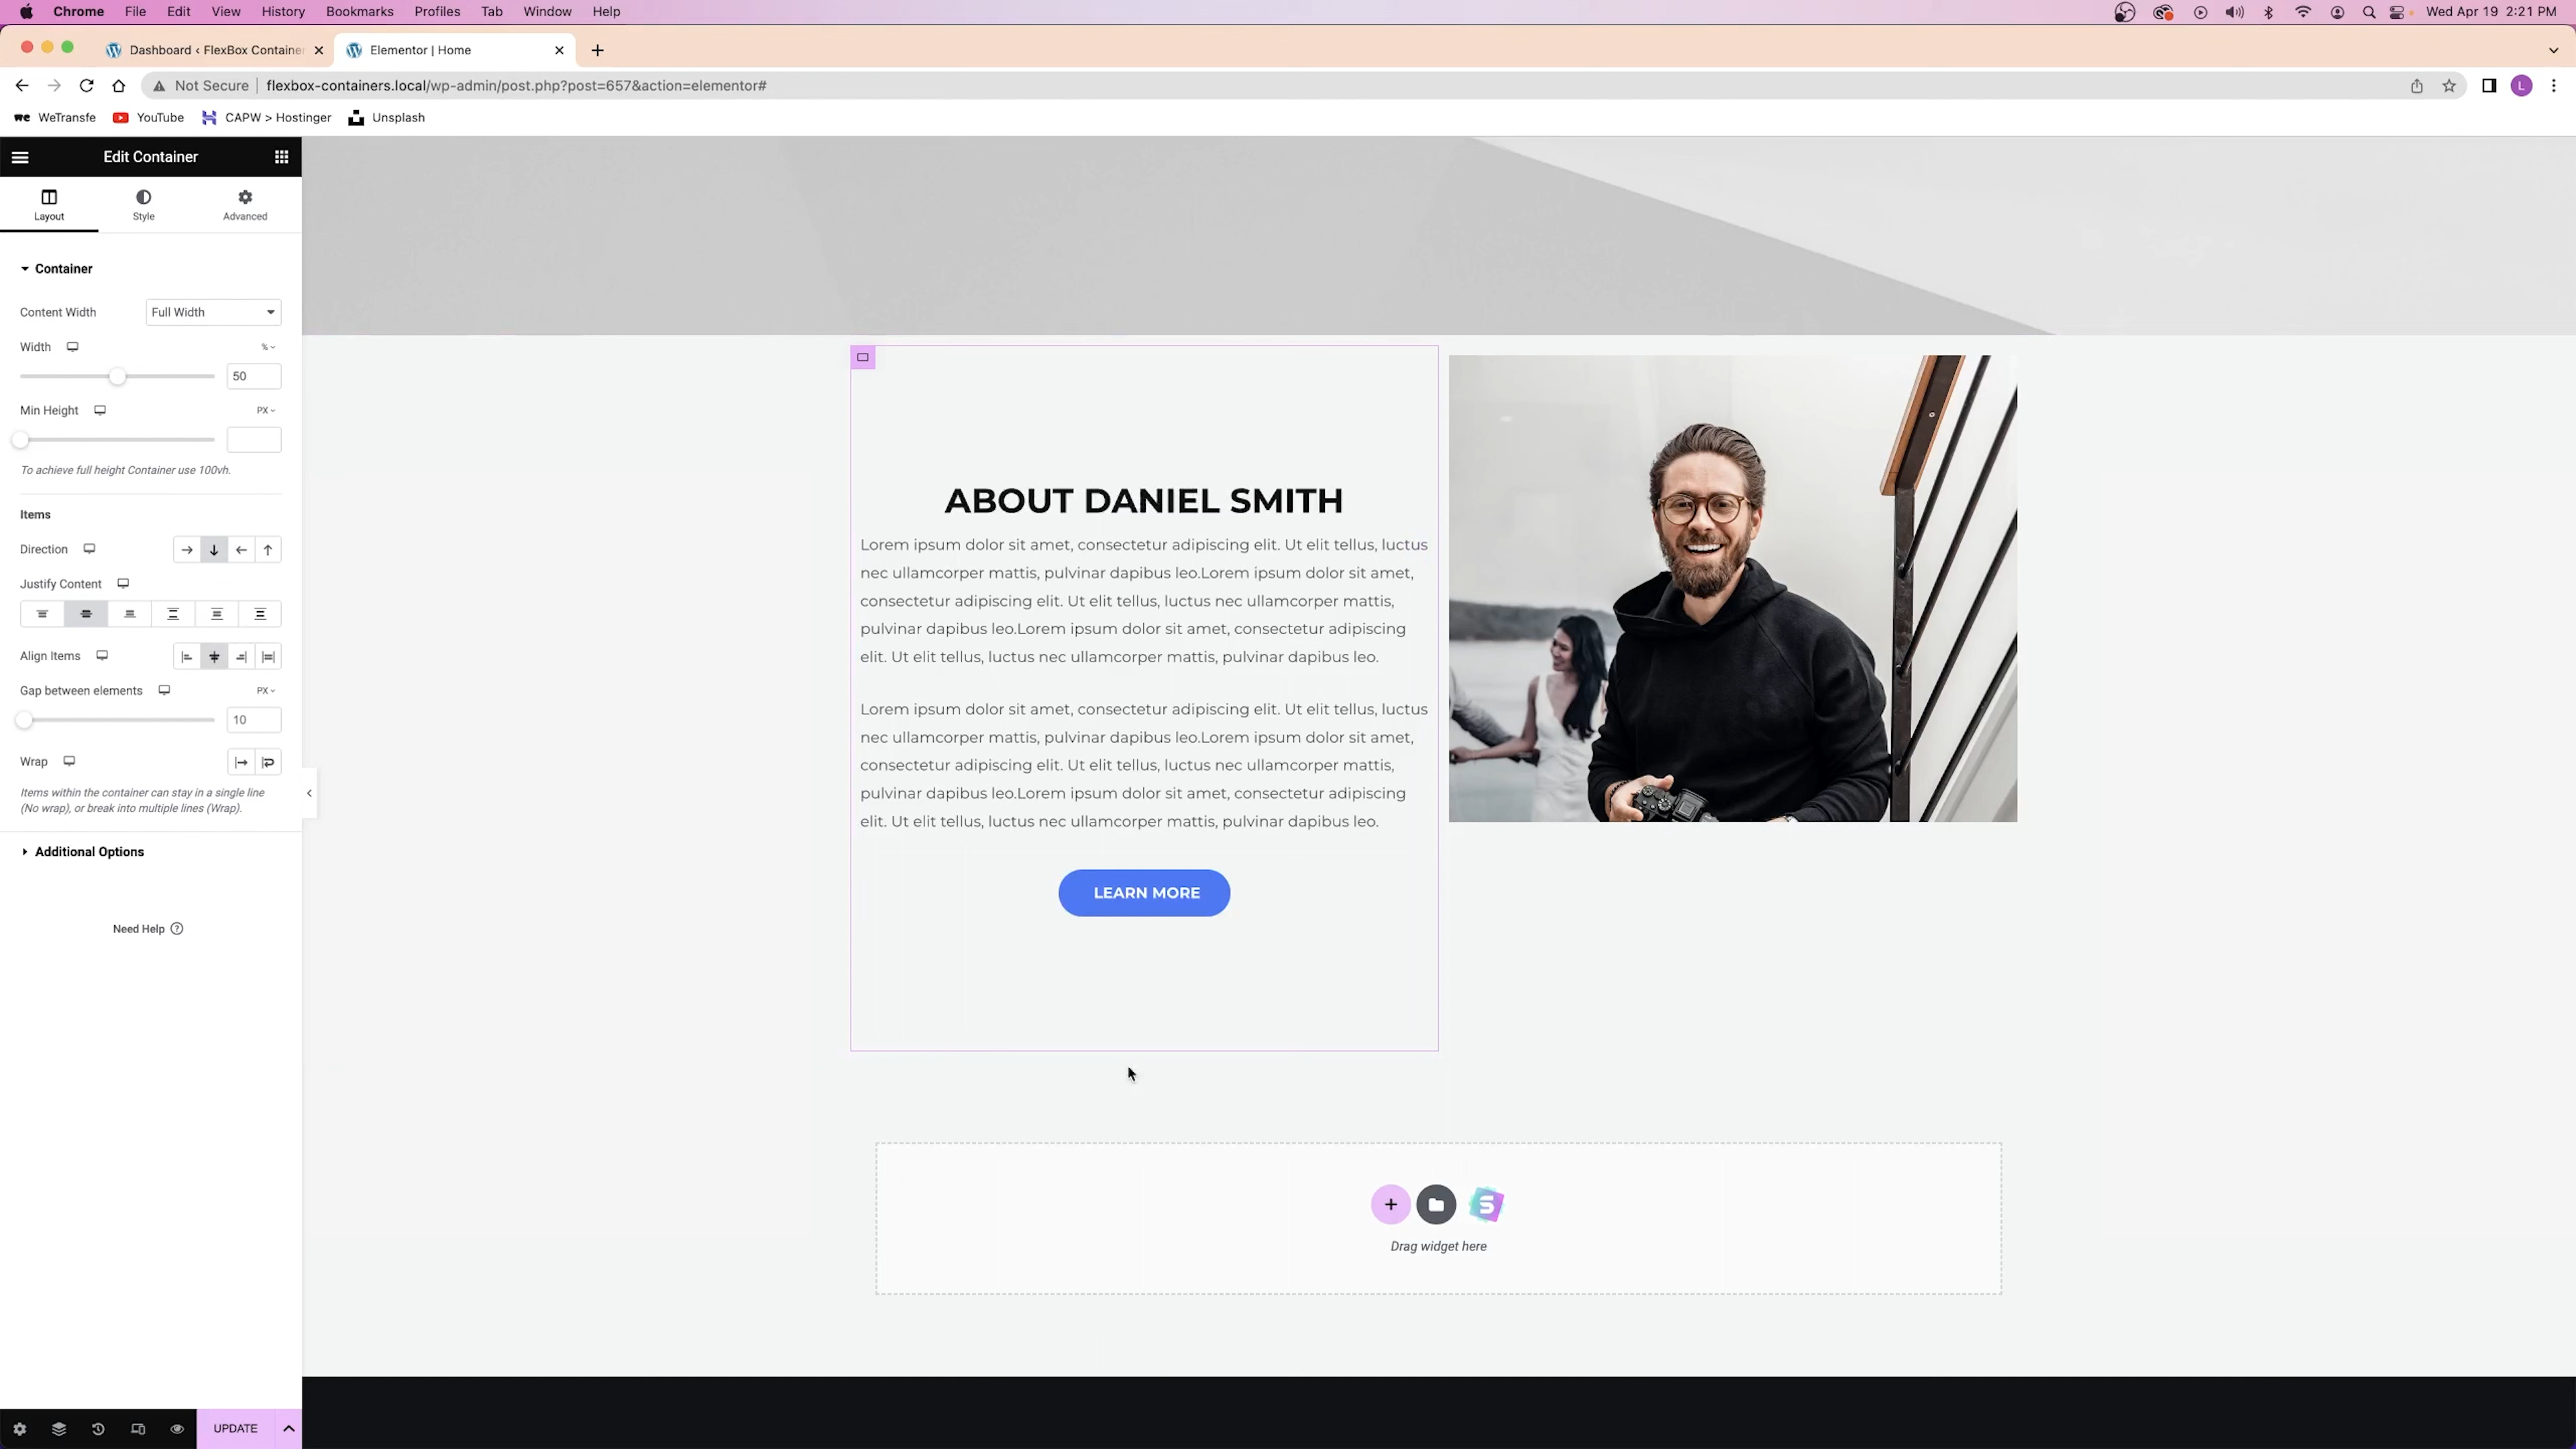 Chrome File Edit View History Bookmarks Profiles Tab Window Help Wed Apr 19 2:21 PM
Dashboard ‹ FlexBox Container Elementor | Home
Not Secure flexbox-containers.local/wp-admin/post.php?post=657&action=elementor# L
we WeTransfe YouTube CAPW > Hostinger Unsplash
Edit Container
Layout Style Advanced
Container
Content Width Full Width
Width %
50
Min Height PX
To achieve full height Container use 100vh.
Items
Direction
Justify Content
Align Items
Gap between elements PX
10
Wrap
Items within the container can stay in a single line
(No wrap), or break into multiple lines (Wrap).
Additional Options
Need Help ?
UPDATE
ABOUT DANIEL SMITH
Lorem ipsum dolor sit amet, consectetur adipiscing elit. Ut elit tellus, luctus
nec ullamcorper mattis, pulvinar dapibus leo.Lorem ipsum dolor sit amet,
consectetur adipiscing elit. Ut elit tellus, luctus nec ullamcorper mattis,
pulvinar dapibus leo.Lorem ipsum dolor sit amet, consectetur adipiscing
elit. Ut elit tellus, luctus nec ullamcorper mattis, pulvinar dapibus leo.
Lorem ipsum dolor sit amet, consectetur adipiscing elit. Ut elit tellus, luctus
nec ullamcorper mattis, pulvinar dapibus leo.Lorem ipsum dolor sit amet,
consectetur adipiscing elit. Ut elit tellus, luctus nec ullamcorper mattis,
pulvinar dapibus leo.Lorem ipsum dolor sit amet, consectetur adipiscing
elit. Ut elit tellus, luctus nec ullamcorper mattis, pulvinar dapibus leo.
LEARN MORE
S
Drag widget here